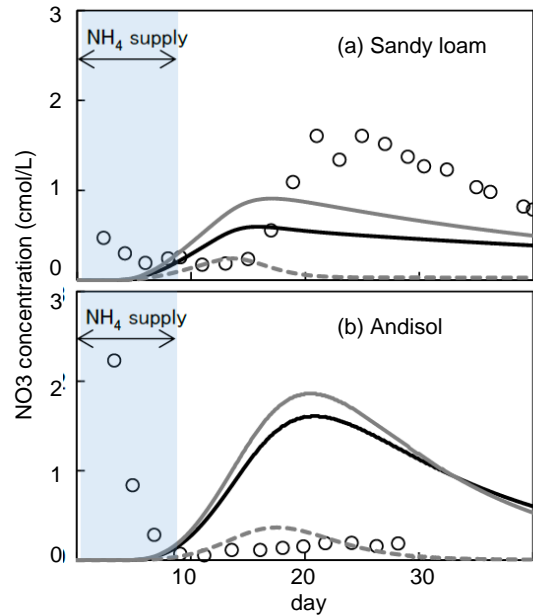 3
NH4 supply
(a) Sandy loam
2
1
0
NO3 concentration (cmol/L)
3
NH4 supply
(b) Andisol
2
1
0
10
20
30
day